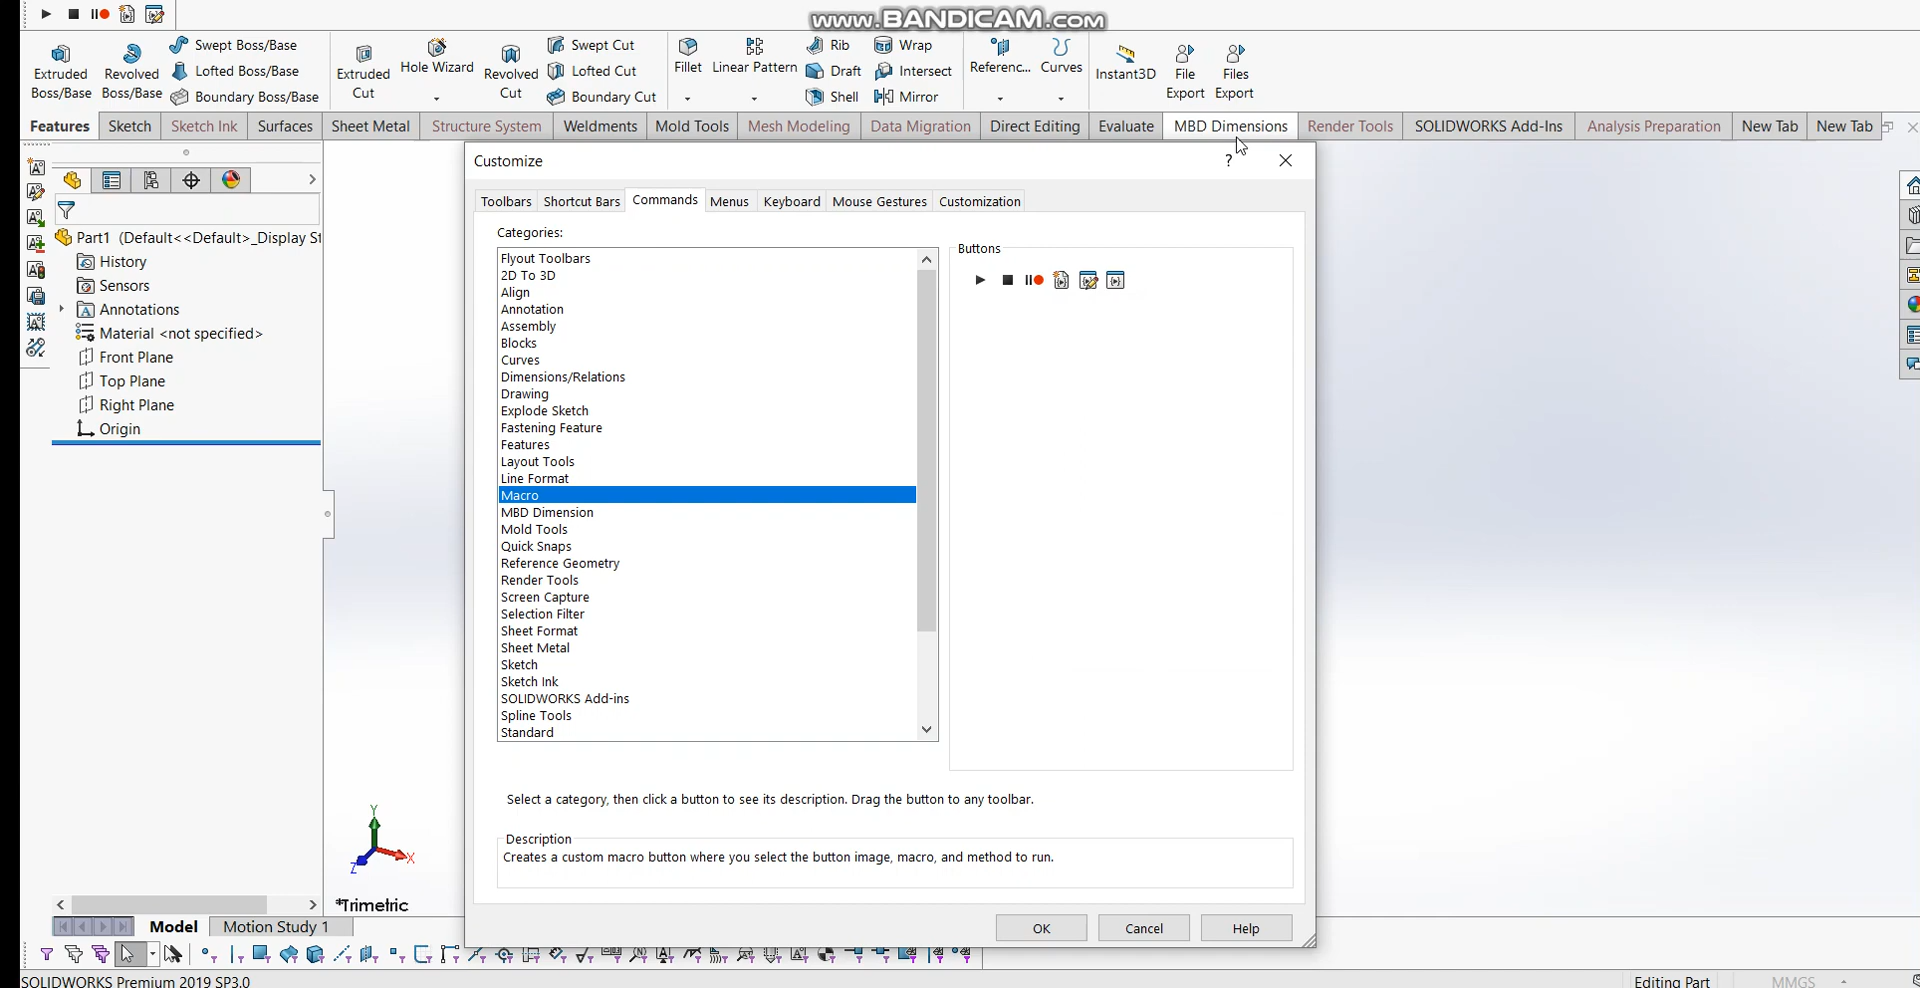 www.BANDICAM.com
Extruded Boss/Base
Revolved Boss/Base
Swept Boss/Base
Lofted Boss/Base
Boundary Boss/Base
Extruded Cut
Hole Wizard
Revolved Cut
Swept Cut
Lofted Cut
Boundary Cut
Fillet
Linear Pattern
Rib
Draft
Shell
Wrap
Intersect
Mirror
Referenc...
Curves
Instant3D
File Export
Files Export
Features
Sketch
Sketch Ink
Surfaces
Sheet Metal
Structure System
Weldments
Mold Tools
Mesh Modeling
Data Migration
Direct Editing
Evaluate
MBD Dimensions
Render Tools
SOLIDWORKS Add-Ins
Analysis Preparation
New Tab
New Tab
Part1 (Default<<Default>_Display St
History
Sensors
Annotations
Material <not specified>
Front Plane
Top Plane
Right Plane
Origin
Customize
?
Toolbars
Shortcut Bars
Commands
Menus
Keyboard
Mouse Gestures
Customization
Categories:
Flyout Toolbars
2D To 3D
Align
Annotation
Assembly
Blocks
Curves
Dimensions/Relations
Drawing
Explode Sketch
Fastening Feature
Features
Layout Tools
Line Format
Macro
MBD Dimension
Mold Tools
Quick Snaps
Reference Geometry
Render Tools
Screen Capture
Selection Filter
Sheet Format
Sheet Metal
Sketch
Sketch Ink
SOLIDWORKS Add-ins
Spline Tools
Standard
Buttons
Select a category, then click a button to see its description. Drag the button to any toolbar.
Description
Creates a custom macro button where you select the button image, macro, and method to run.
OK
Cancel
Help
Y
X
Z
*Trimetric
Model
Motion Study 1
SOLIDWORKS Premium 2019 SP3.0
Editing Part
MMGS